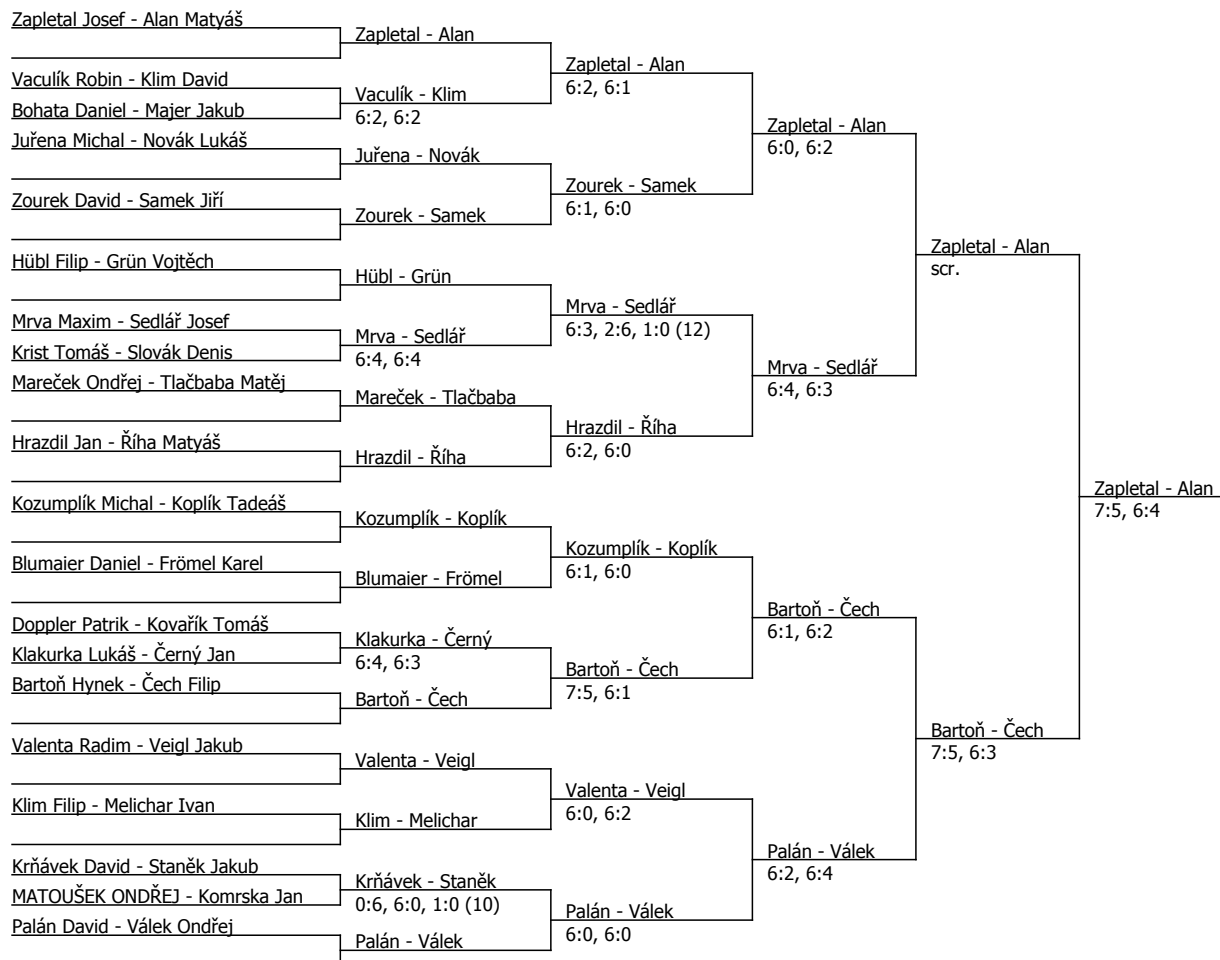 Zapletal Josef - Alan Matyáš
Vaculík Robin - Klim David
Bohata Daniel - Majer Jakub
Juřena Michal - Novák Lukáš
Zourek David - Samek Jiří
Hübl Filip - Grün Vojtěch
Mrva Maxim - Sedlář Josef
Krist Tomáš - Slovák Denis
Mareček Ondřej - Tlačbaba Matěj
Hrazdil Jan - Říha Matyáš
Kozumplík Michal - Koplík Tadeáš
Blumaier Daniel - Frömel Karel
Doppler Patrik - Kovařík Tomáš
Klakurka Lukáš - Černý Jan
Bartoň Hynek - Čech Filip
Valenta Radim - Veigl Jakub
Klim Filip - Melichar Ivan
Krňávek David - Staněk Jakub
MATOUŠEK ONDŘEJ - Komrska Jan
Palán David - Válek Ondřej
Zapletal - Alan
Vaculík - Klim
6:2, 6:2
Juřena - Novák
Zourek - Samek
Hübl - Grün
Mrva - Sedlář
6:4, 6:4
Mareček - Tlačbaba
Hrazdil - Říha
Kozumplík - Koplík
Blumaier - Frömel
Klakurka - Černý
6:4, 6:3
Bartoň - Čech
Valenta - Veigl
Klim - Melichar
Krňávek - Staněk
0:6, 6:0, 1:0 (10)
Palán - Válek
Zapletal - Alan
6:2, 6:1
Zourek - Samek
6:1, 6:0
Mrva - Sedlář
6:3, 2:6, 1:0 (12)
Hrazdil - Říha
6:2, 6:0
Kozumplík - Koplík
6:1, 6:0
Bartoň - Čech
7:5, 6:1
Valenta - Veigl
6:0, 6:2
Palán - Válek
6:0, 6:0
Zapletal - Alan
6:0, 6:2
Mrva - Sedlář
6:4, 6:3
Bartoň - Čech
6:1, 6:2
Palán - Válek
6:2, 6:4
Zapletal - Alan
scr.
Bartoň - Čech
7:5, 6:3
Zapletal - Alan
7:5, 6:4